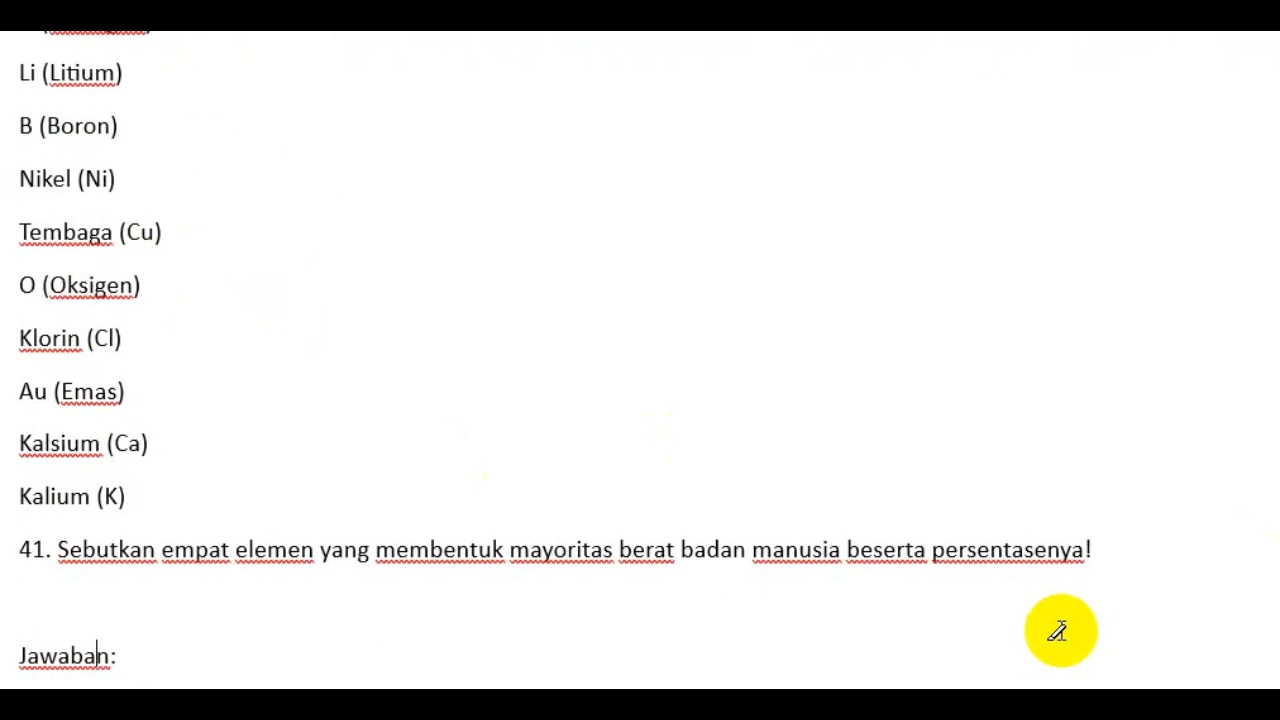 Li (Litium)
B (Boron)
Nikel (Ni)
Tembaga (Cu)
O (Oksigen)
Klorin (Cl)
Au (Emas)
Kalsium (Ca)
Kalium (K)
41. Sebutkan empat elemen yang membentuk mayoritas berat badan manusia beserta persentasenya!
Jawaban: